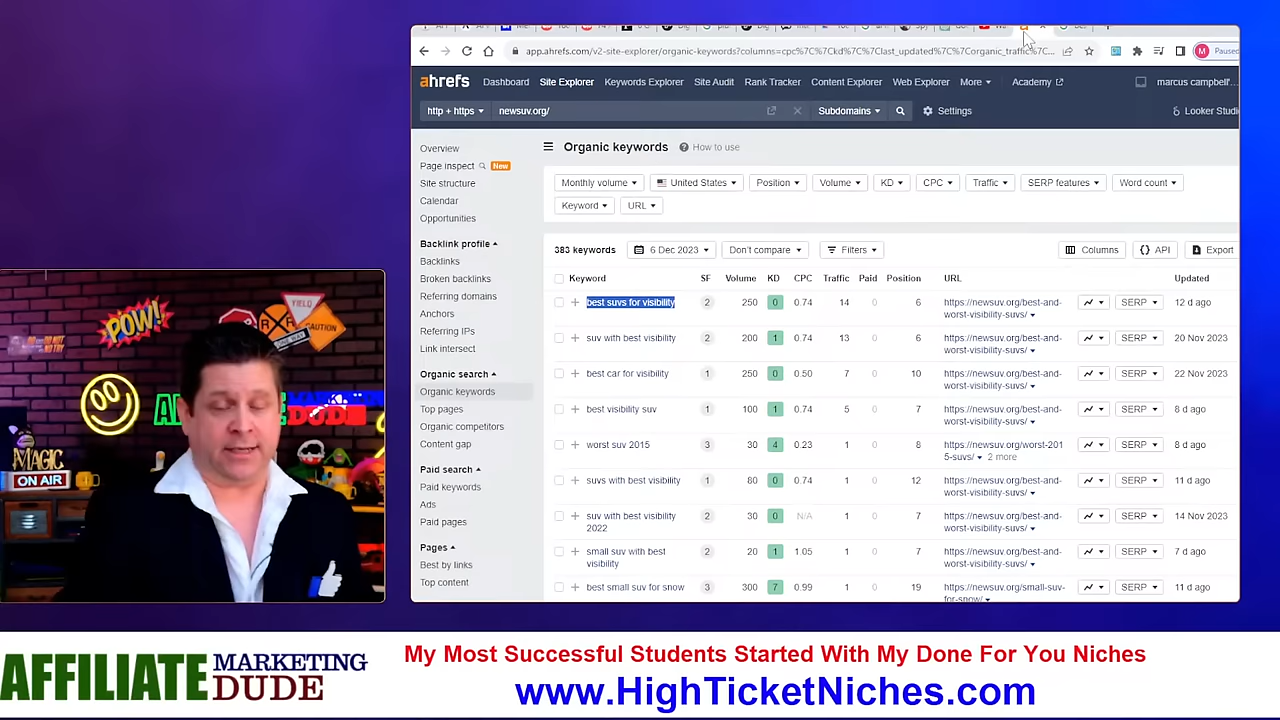 app.ahrefs.com/v2-site-explorer/organic-keywords?columns=cpc%7C%7Ckd%7C%7Clast_updated%7C%7Corganic_traffic%7C...
M Paused
ahrefs Dashboard Site Explorer Keywords Explorer Site Audit Rank Tracker Content Explorer Web Explorer More Academy marcus campbell'...
http + https newsuv.org/ Subdomains Settings Looker Studi
Overview
Page inspect New
Site structure
Calendar
Opportunities
Backlink profile
Backlinks
Broken backlinks
Referring domains
Anchors
Referring IPs
Link intersect
Organic search
Organic keywords
Top pages
Organic competitors
Content gap
Paid search
Paid keywords
Ads
Paid pages
Pages
Best by links
Top content
Organic keywords How to use
Monthly volume United States Position Volume KD CPC Traffic SERP features Word count
Keyword URL
383 keywords 6 Dec 2023 Don't compare Filters Columns API Export
Keyword SF Volume KD CPC Traffic Paid Position URL Updated
best suvs for visibility 2 250 0 0.74 14 0 6 https://newsuv.org/best-and- SERP 12 d ago
worst-visibility-suvs/
suv with best visibility 2 200 1 0.74 13 0 6 https://newsuv.org/best-and- SERP 20 Nov 2023
worst-visibility-suvs/
best car for visibility 1 250 0 0.50 7 0 10 https://newsuv.org/best-and- SERP 22 Nov 2023
worst-visibility-suvs/
best visibility suv 1 100 1 0.74 5 0 7 https://newsuv.org/best-and- SERP 8 d ago
worst-visibility-suvs/
worst suv 2015 3 30 4 0.23 1 0 8 https://newsuv.org/worst-201 SERP 8 d ago
5-suvs/ 2 more
suvs with best visibility 1 80 0 0.74 1 0 12 https://newsuv.org/best-and- SERP 11 d ago
worst-visibility-suvs/
suv with best visibility 2 30 0 N/A 1 0 7 https://newsuv.org/best-and- SERP 14 Nov 2023
2022 worst-visibility-suvs/
small suv with best 2 20 1 1.05 1 0 7 https://newsuv.org/best-and- SERP 7 d ago
visibility worst-visibility-suvs/
best small suv for snow 3 300 7 0.99 1 0 19 https://newsuv.org/small-suv- SERP 11 d ago
for-snow/
POW!
YIELD
CAUTION
MAGIC
ON AIR
DUDE
AFFILIATE MARKETING
DUDE
My Most Successful Students Started With My Done For You Niches
www.HighTicketNiches.com